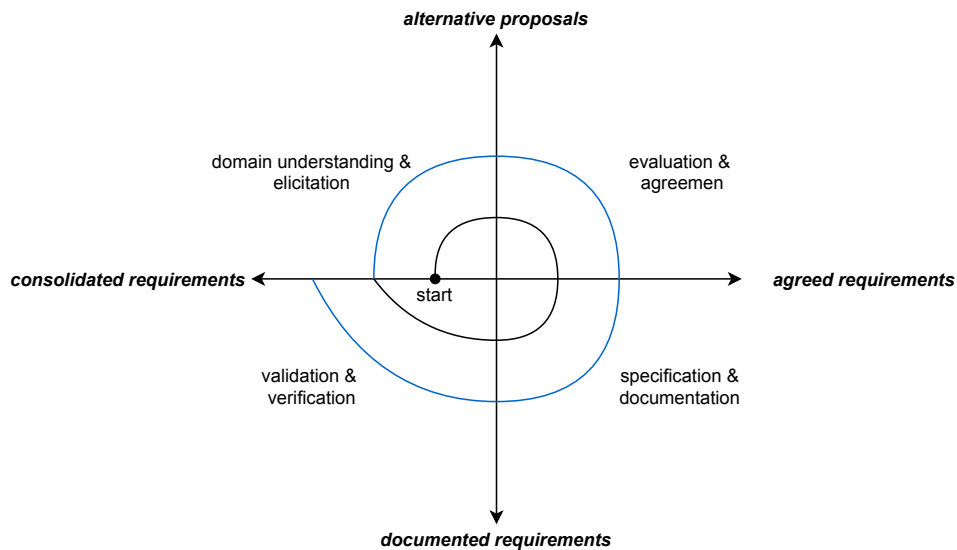 alternative proposals
domain understanding &
elicitation
evaluation &
agreemen
consolidated requirements
start
agreed requirements
validation &
verification
specification &
documentation
documented requirements